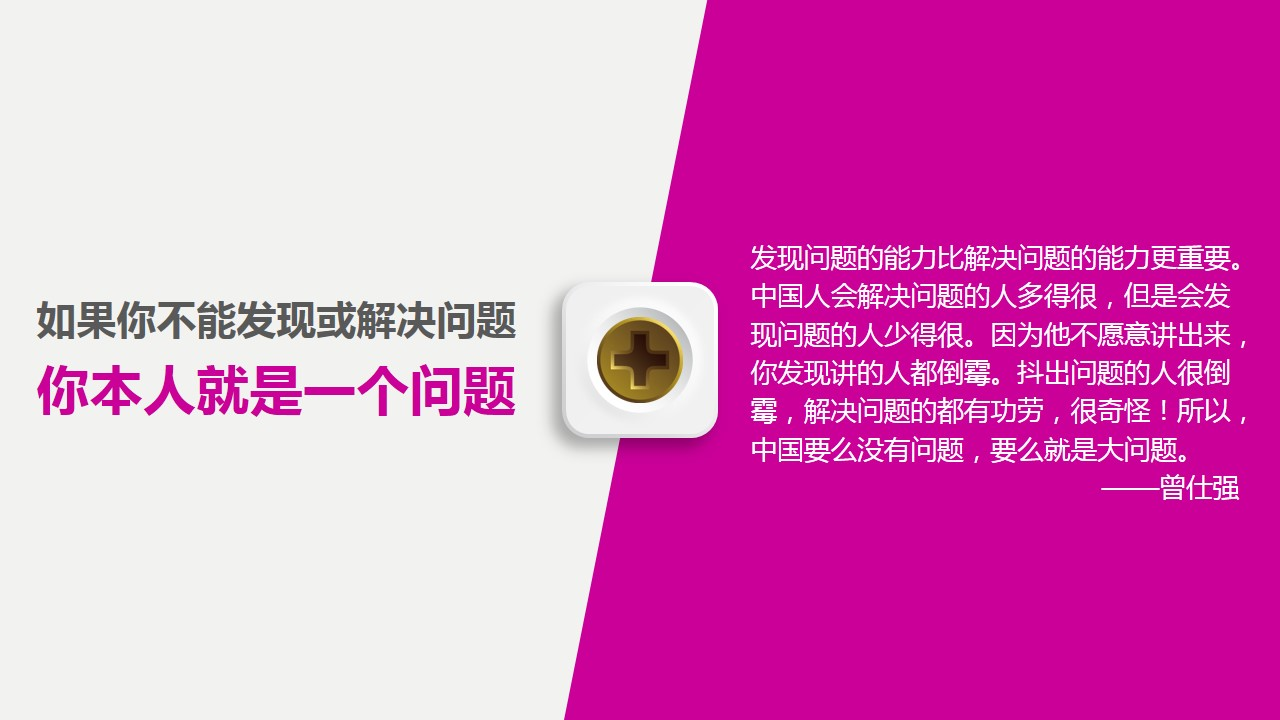 如果你不能发现或解决问题
你本人就是一个问题
发现问题的能力比解决问题的能力更重要。
中国人会解决问题的人多得很，但是会发
现问题的人少得很。因为他不愿意讲出来，
你发现讲的人都倒霉。抖出问题的人很倒
霉，解决问题的都有功劳，很奇怪！所以，
中国要么没有问题，要么就是大问题。
——曾仕强